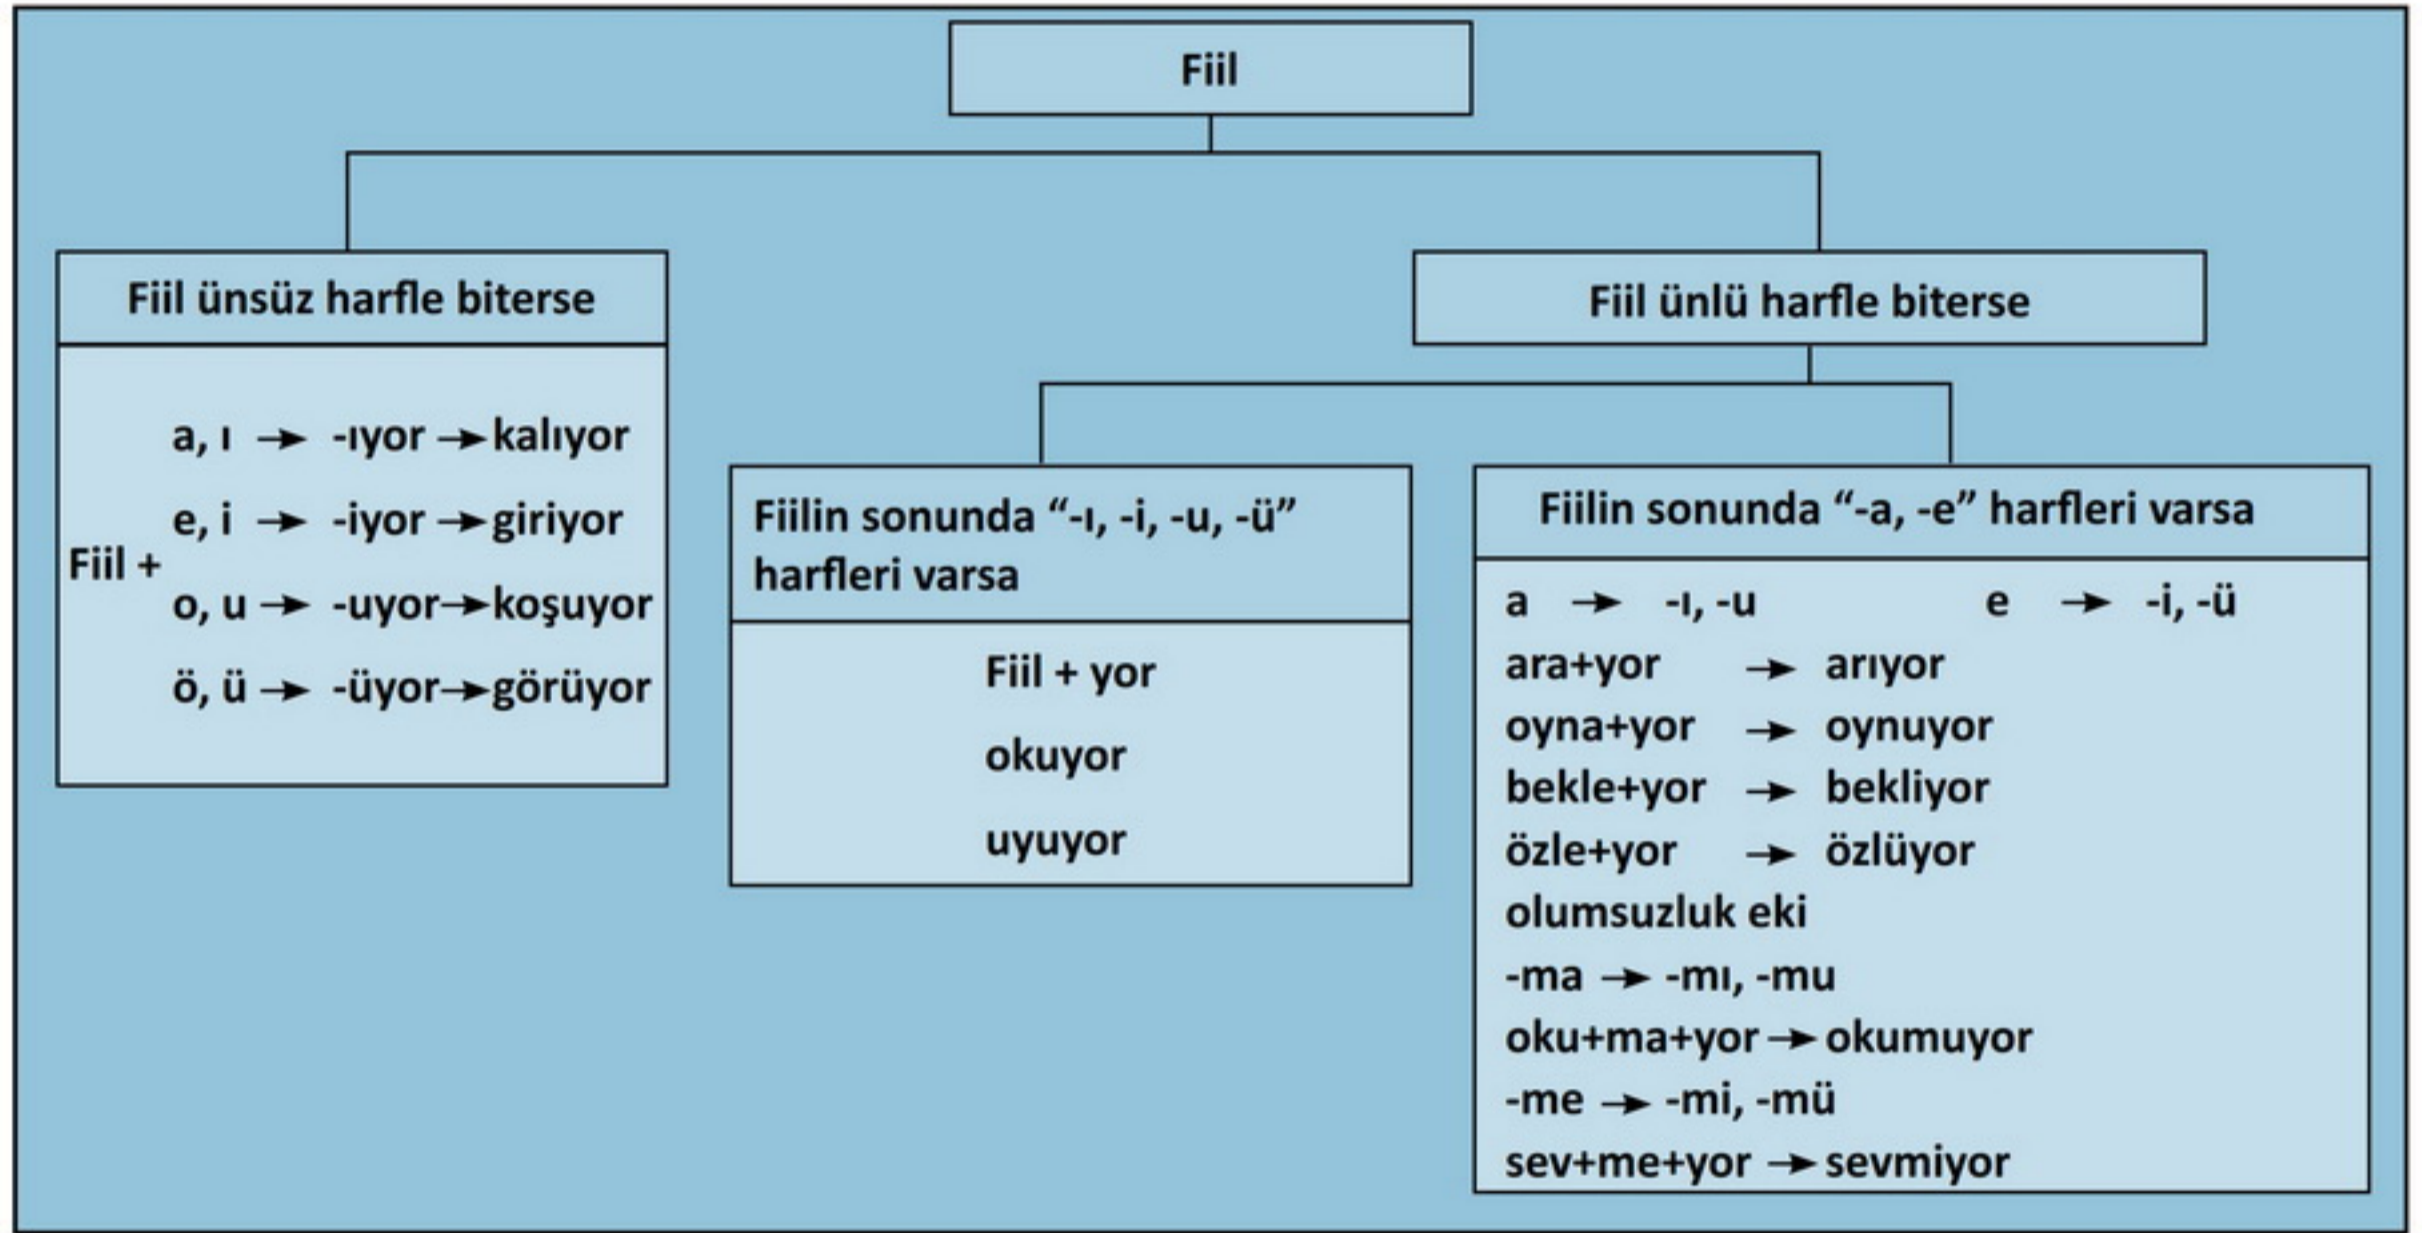 Fiil
Fiil ünsüz harfle biterse
a, ı → -ıyor → kalıyor
e, i → -iyor → giriyor
Fiil +
o, u → -uyor → koşuyor
ö, ü → -üyor → görüyor
Fiil ünlü harfle biterse
Fiilin sonunda “-ı, -i, -u, -ü”
harfleri varsa
Fiil + yor
okuyor
uyuyor
Fiilin sonunda “-a, -e” harfleri varsa
a → -ı, -u e → -i, -ü
ara+yor → arıyor
oyna+yor → oynuyor
bekle+yor → bekliyor
özle+yor → özlüyor
olumsuzluk eki
-ma → -mı, -mu
oku+ma+yor → okumuyor
-me → -mi, -mü
sev+me+yor → sevmiyor